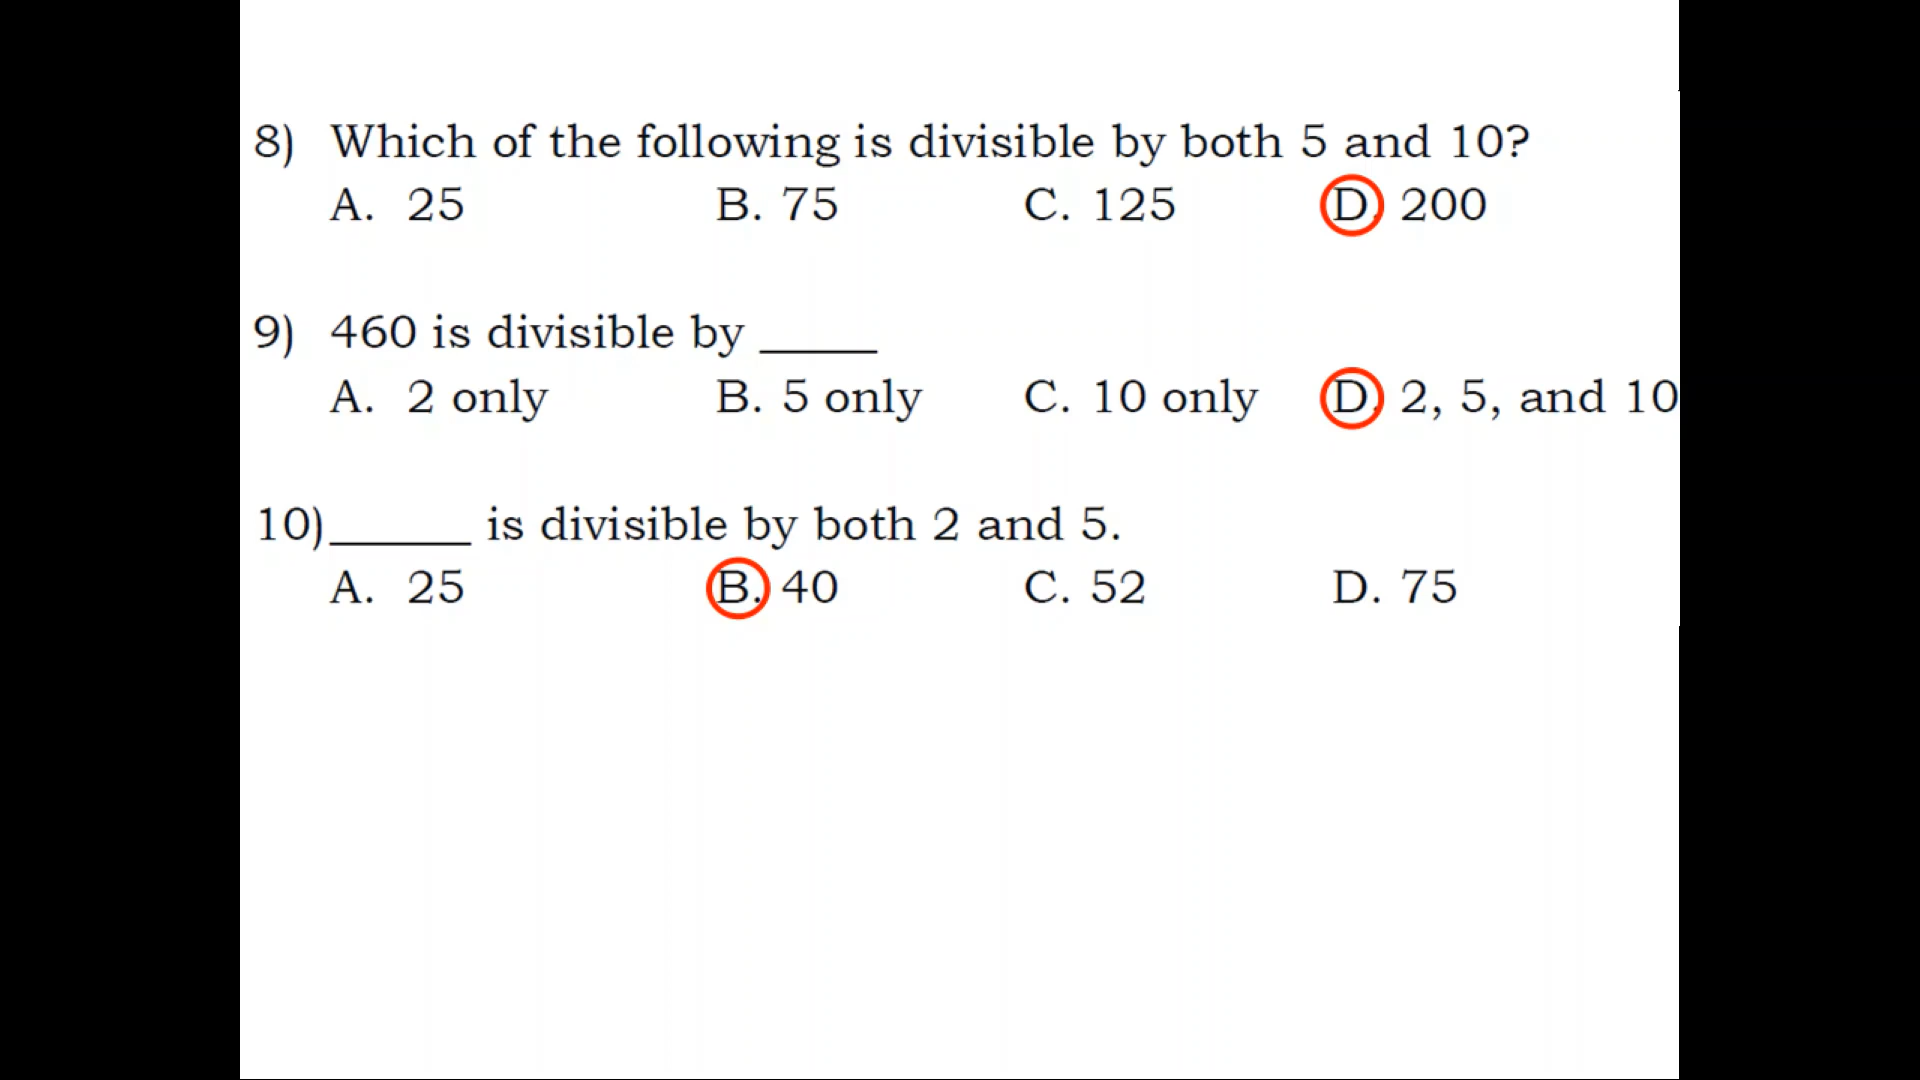 8) Which of the following is divisible by both 5 and 10?
A. 25 B. 75 C. 125 D. 200
9) 460 is divisible by _____
A. 2 only B. 5 only C. 10 only D. 2, 5, and 10
10)______ is divisible by both 2 and 5.
A. 25 B. 40 C. 52 D. 75